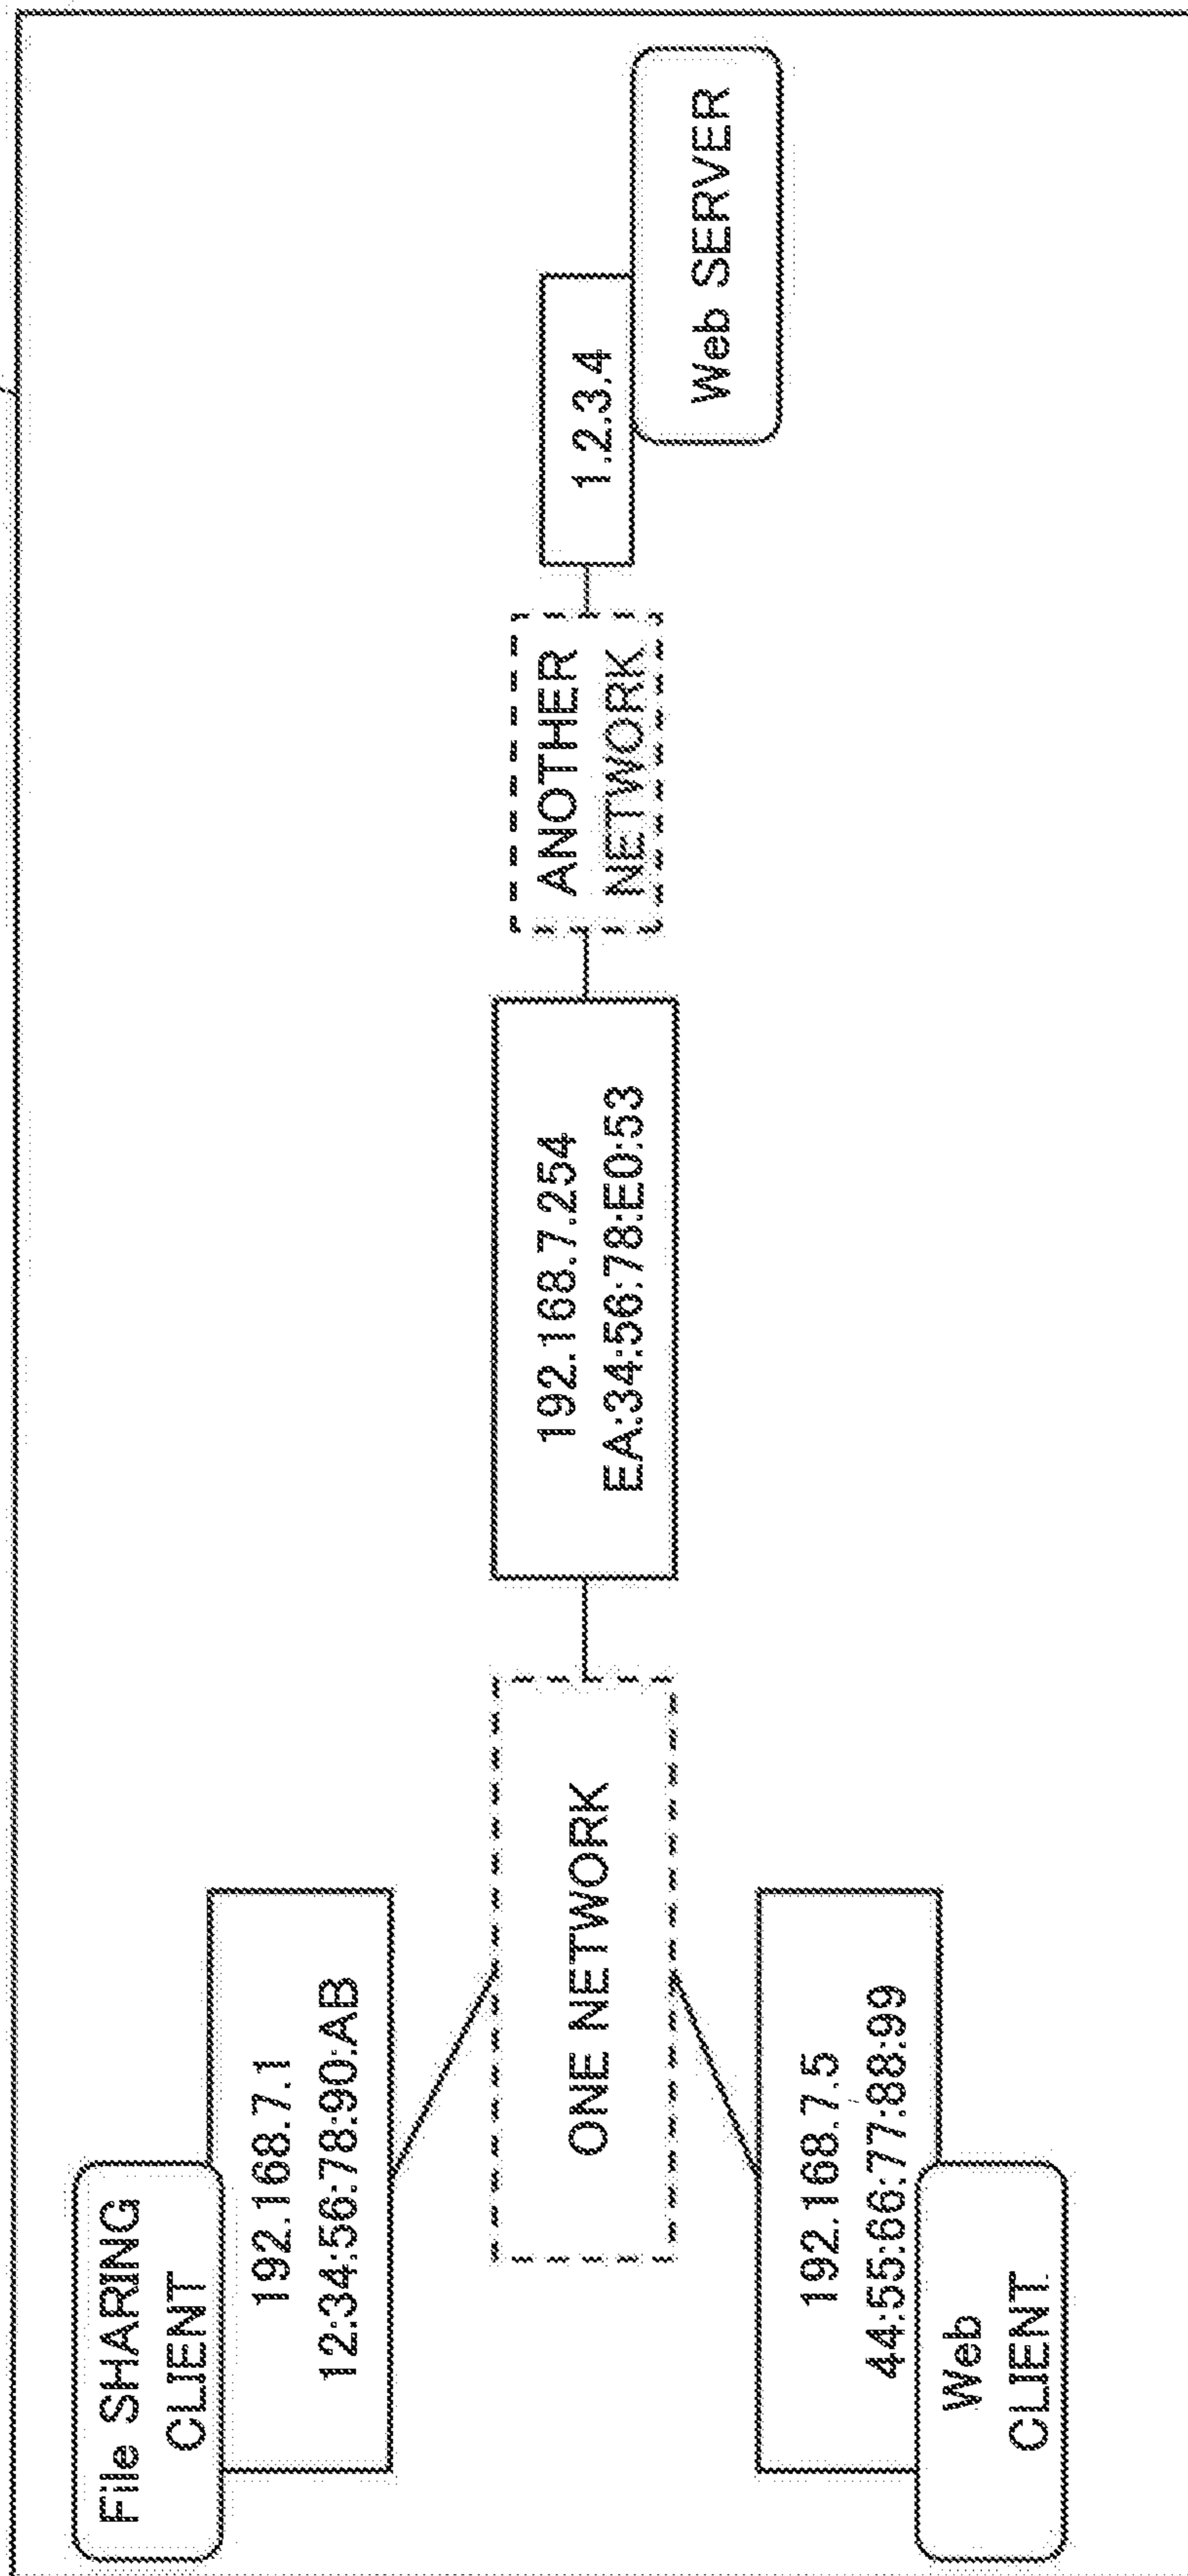 File SHARING
CLIENT
192.168.7.1
12:34:56:78:90:AB
ONE NETWORK
192.168.7.5
44:55:66:77:88:99
Web
CLIENT
192.168.7.254
EA:34:56:78:E0:53
ANOTHER
NETWORK
1.2.3.4
Web SERVER